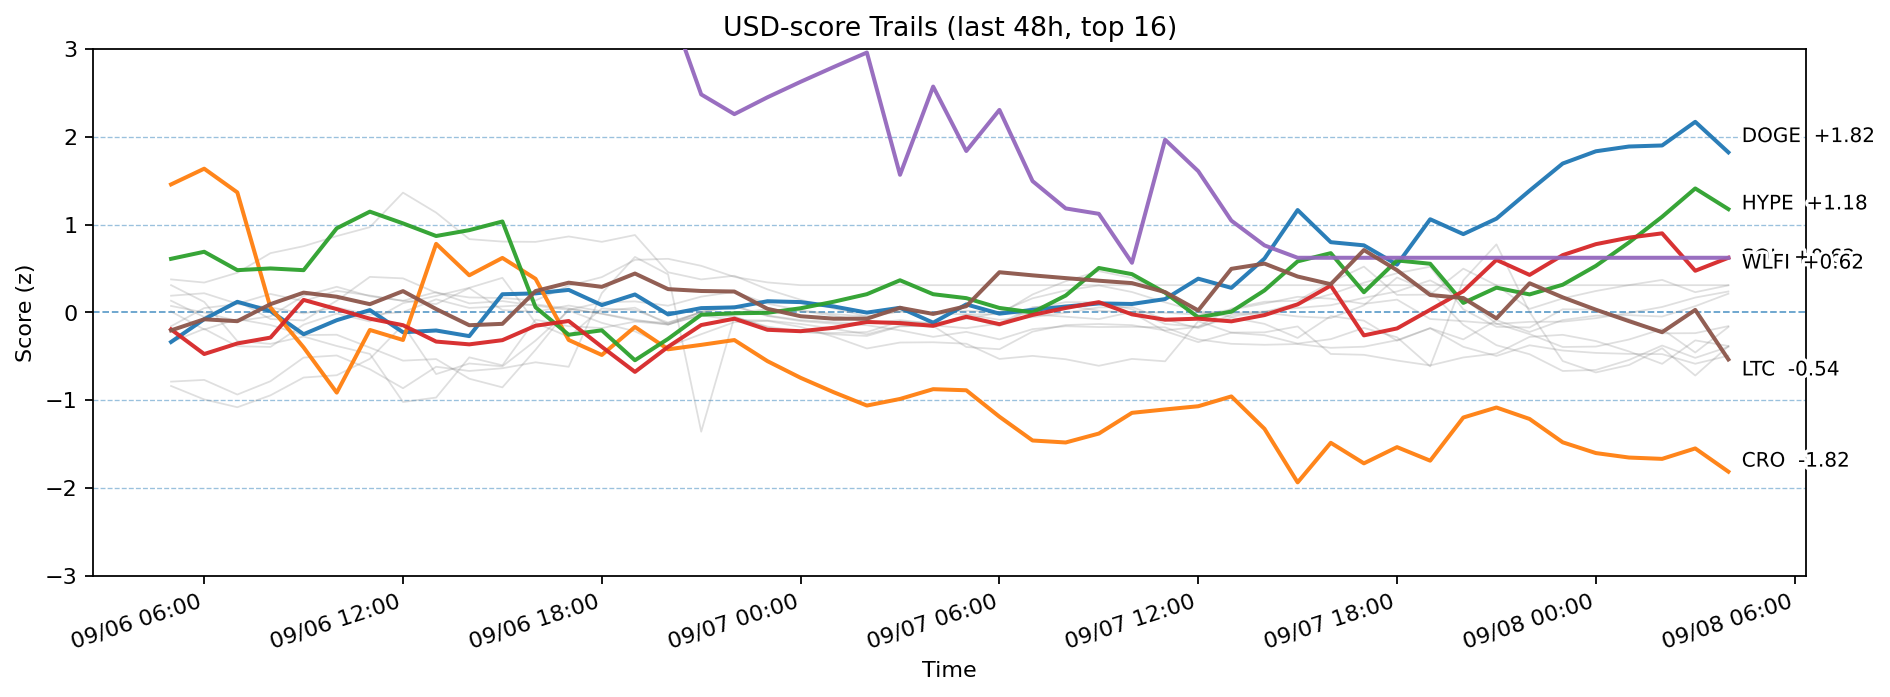 USD-score Trails (last 48h, top 16)
Score (z)
3
2
1
0
−1
−2
−3
DOGE +1.82
HYPE +1.18
WLFI +0.62
LTC -0.54
CRO -1.82
09/06 06:00
09/06 12:00
09/06 18:00
09/07 00:00
09/07 06:00
09/07 12:00
09/07 18:00
09/08 00:00
09/08 06:00
Time